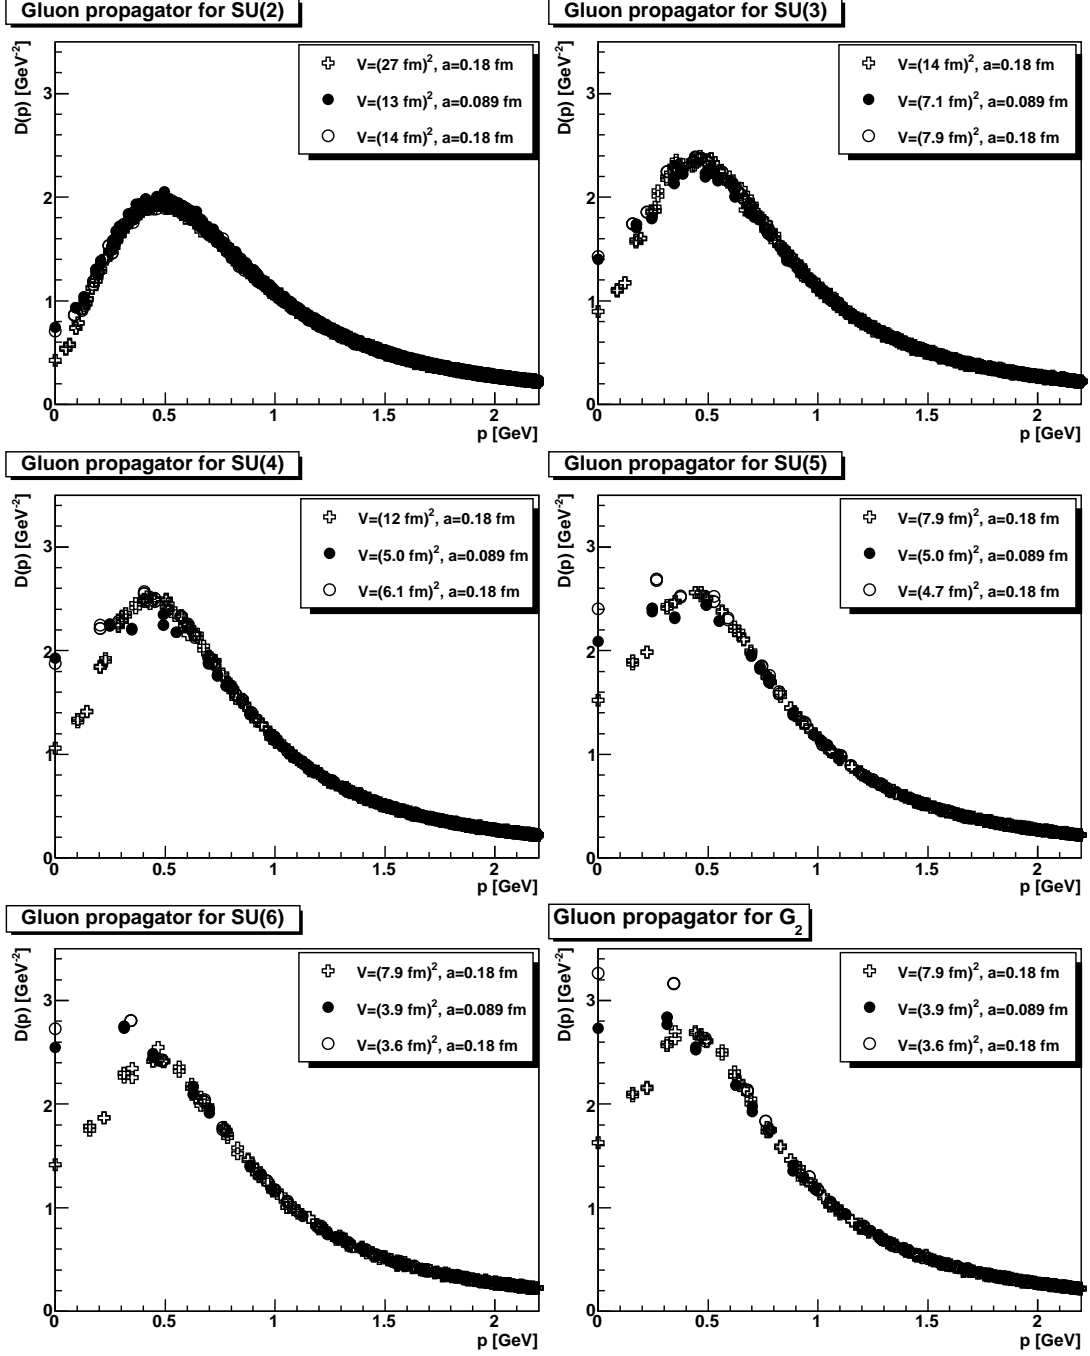 Gluon propagator for SU(2)
D(p) [GeV-2]
V=(27 fm)2, a=0.18 fm
V=(13 fm)2, a=0.089 fm
V=(14 fm)2, a=0.18 fm
3
2
1
0
0 0.5 1 1.5 2
p [GeV]
Gluon propagator for SU(3)
D(p) [GeV-2]
V=(14 fm)2, a=0.18 fm
V=(7.1 fm)2, a=0.089 fm
V=(7.9 fm)2, a=0.18 fm
3
2
1
0
0 0.5 1 1.5 2
p [GeV]
Gluon propagator for SU(4)
D(p) [GeV-2]
V=(12 fm)2, a=0.18 fm
V=(5.0 fm)2, a=0.089 fm
V=(6.1 fm)2, a=0.18 fm
3
2
1
0
0 0.5 1 1.5 2
p [GeV]
Gluon propagator for SU(5)
D(p) [GeV-2]
V=(7.9 fm)2, a=0.18 fm
V=(5.0 fm)2, a=0.089 fm
V=(4.7 fm)2, a=0.18 fm
3
2
1
0
0 0.5 1 1.5 2
p [GeV]
Gluon propagator for SU(6)
D(p) [GeV-2]
V=(7.9 fm)2, a=0.18 fm
V=(3.9 fm)2, a=0.089 fm
V=(3.6 fm)2, a=0.18 fm
3
2
1
0
0 0.5 1 1.5 2
p [GeV]
Gluon propagator for G2
D(p) [GeV-2]
V=(7.9 fm)2, a=0.18 fm
V=(3.9 fm)2, a=0.089 fm
V=(3.6 fm)2, a=0.18 fm
3
2
1
0
0 0.5 1 1.5 2
p [GeV]